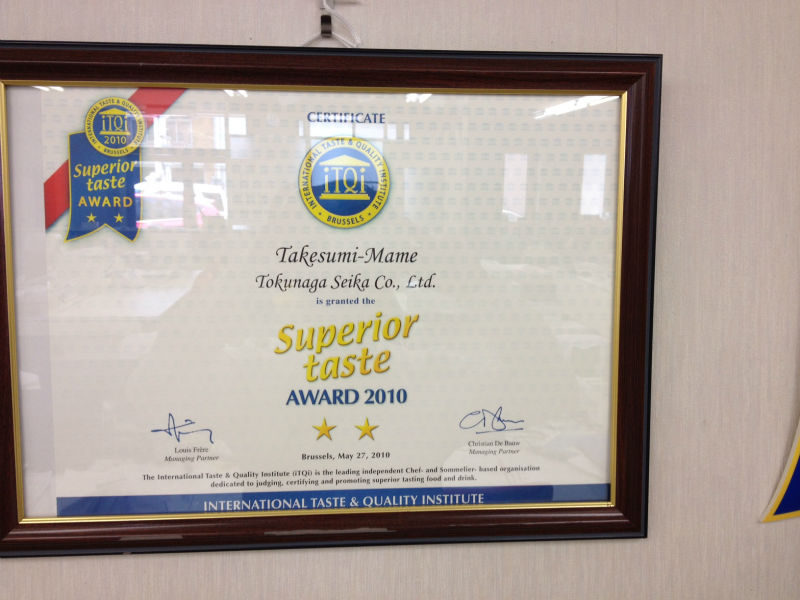 INTERNATIONAL TASTE & QUALITY INSTITUTE
iTQi
2010
BRUSSELS
Superior
taste
AWARD
CERTIFICATE
INTERNATIONAL TASTE & QUALITY INSTITUTE
iTQi
BRUSSELS
Takesumi-Mame
Tokunaga Seika Co., Ltd.
is granted the
Superior
taste
AWARD 2010
Louis Frère
Managing Partner
Christian De Bauw
Managing Partner
Brussels, May 27, 2010
The International Taste & Quality Institute (iTQi) is the leading independent Chef- and Sommelier- based organisation
dedicated to judging, certifying and promoting superior tasting food and drink.
INTERNATIONAL TASTE & QUALITY INSTITUTE